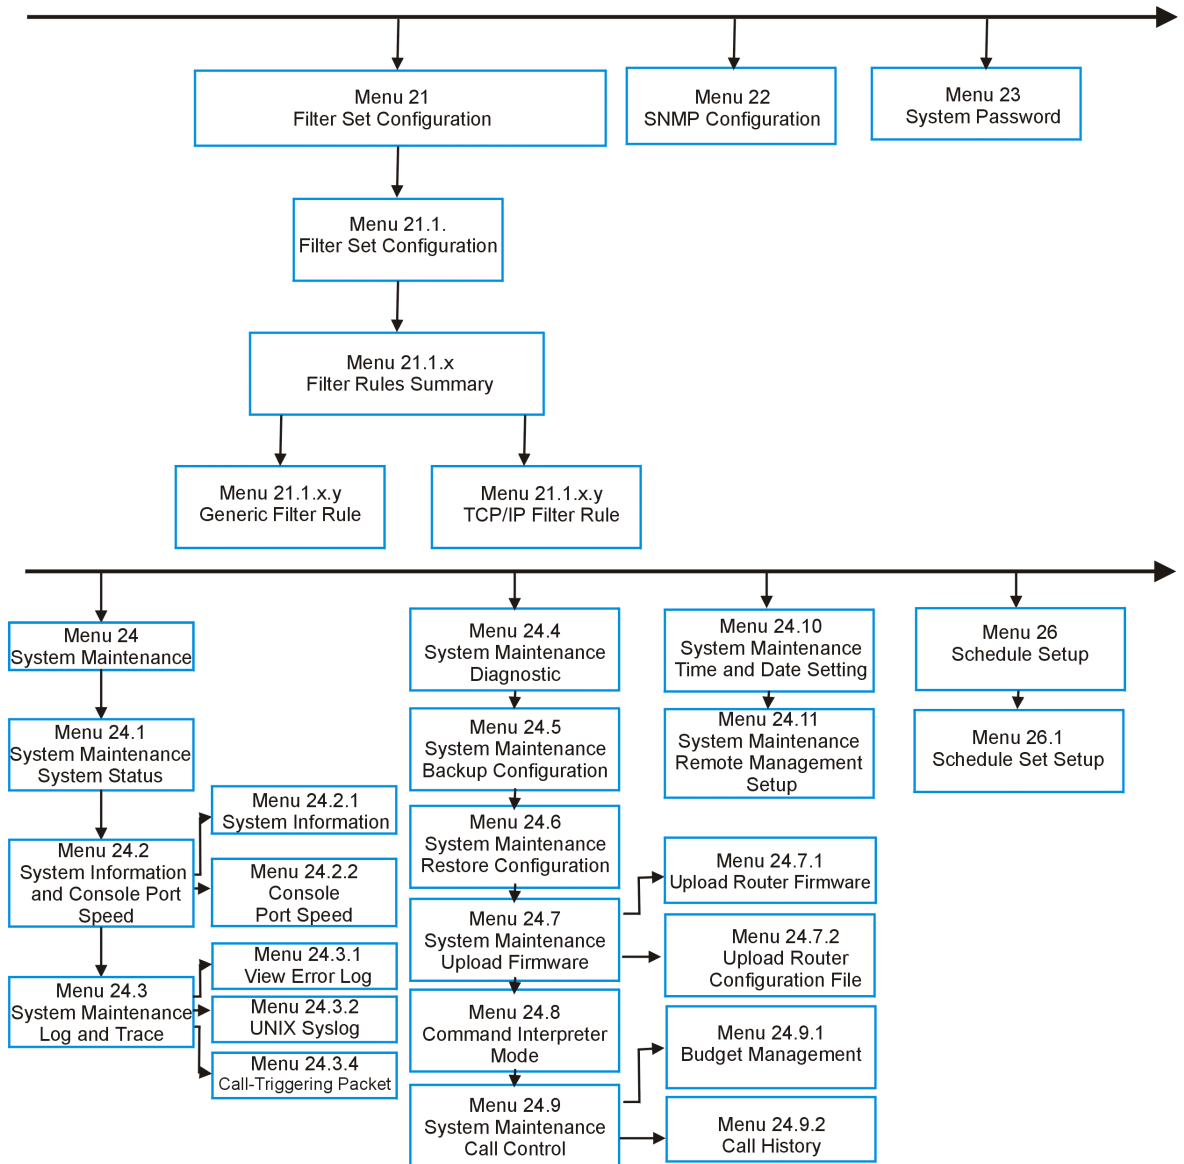 Menu 21
Filter Set Configuration
Menu 22
SNMP Configuration
Menu 23
System Password
Menu 21.1.
Filter Set Configuration
Menu 21.1.x
Filter Rules Summary
Menu 21.1.x.y
Generic Filter Rule
Menu 21.1.x.y
TCP/IP Filter Rule
Menu 24
System Maintenance
Menu 24.1
System Maintenance
System Status
Menu 24.2
System Information
and Console Port
Speed
Menu 24.2.1
System Information
Menu 24.2.2
Console
Port Speed
Menu 24.3
System Maintenance
Log and Trace
Menu 24.3.1
View Error Log
Menu 24.3.2
UNIX Syslog
Menu 24.3.4
Call-Triggering Packet
Menu 24.4
System Maintenance
Diagnostic
Menu 24.5
System Maintenance
Backup Configuration
Menu 24.6
System Maintenance
Restore Configuration
Menu 24.7
System Maintenance
Upload Firmware
Menu 24.7.1
Upload Router Firmware
Menu 24.7.2
Upload Router
Configuration File
Menu 24.8
Command Interpreter
Mode
Menu 24.9
System Maintenance
Call Control
Menu 24.9.1
Budget Management
Menu 24.9.2
Call History
Menu 24.10
System Maintenance
Time and Date Setting
Menu 24.11
System Maintenance
Remote Management
Setup
Menu 26
Schedule Setup
Menu 26.1
Schedule Set Setup